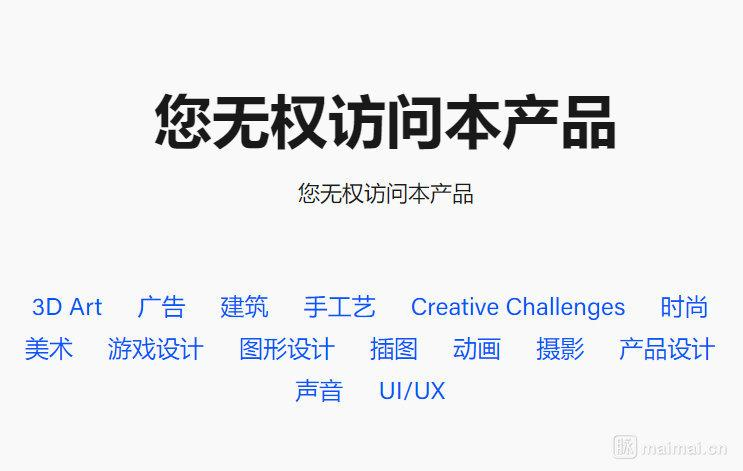 您无权访问本产品
您无权访问本产品
3D Art 广告 建筑 手工艺 Creative Challenges 时尚
美术 游戏设计 图形设计 插图 动画 摄影 产品设计
声音 UI/UX
脉 maimai.cn